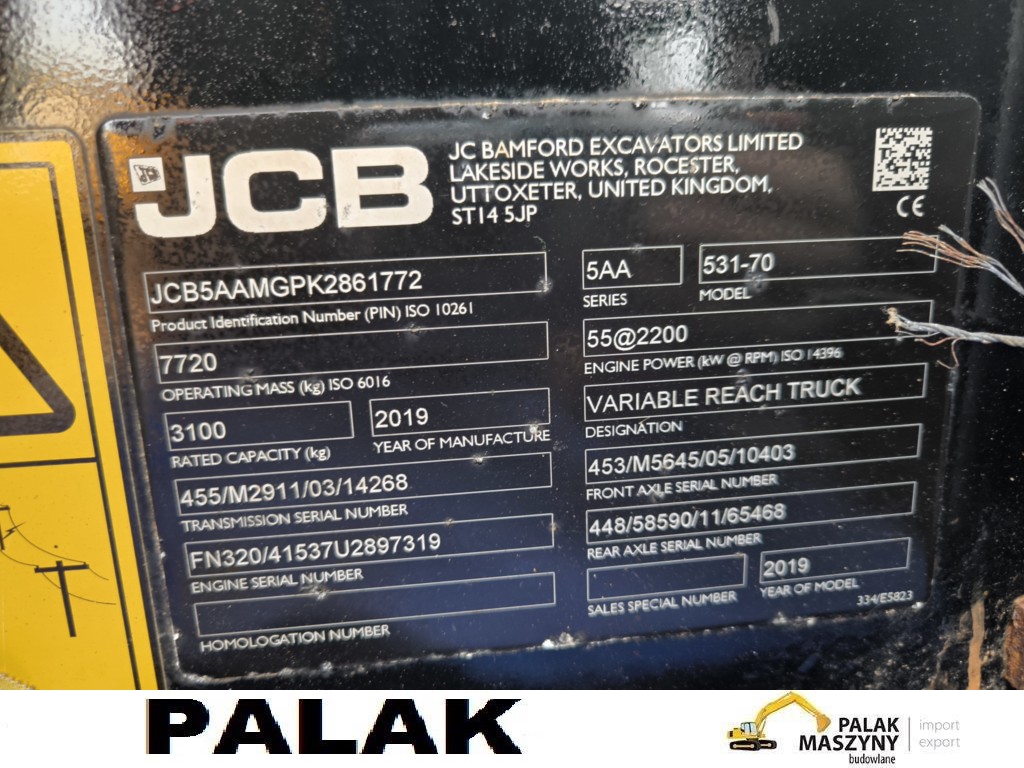 JCB
JC BAMFORD EXCAVATORS LIMITED
LAKESIDE WORKS, ROCESTER,
UTTOXETER, UNITED KINGDOM,
ST14 5JP
CE
JCB5AAMGPK2861772
Product Identification Number (PIN) ISO 10261
5AA
SERIES
531-70
MODEL
7720
OPERATING MASS (kg) ISO 6016
55@2200
ENGINE POWER (kW @ RPM) ISO 14396
3100
RATED CAPACITY (kg)
2019
YEAR OF MANUFACTURE
VARIABLE REACH TRUCK
DESIGNATION
455/M2911/03/14268
TRANSMISSION SERIAL NUMBER
453/M5645/05/10403
FRONT AXLE SERIAL NUMBER
FN320/41537U2897319
ENGINE SERIAL NUMBER
448/58590/11/65468
REAR AXLE SERIAL NUMBER
HOMOLOGATION NUMBER
SALES SPECIAL NUMBER
2019
YEAR OF MODEL
334/E5823
PALAK
PALAK
MASZYNY
budowlane
import
export